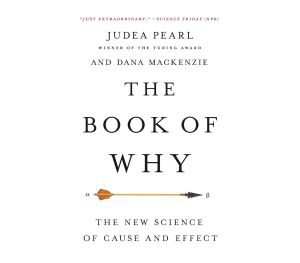 "JUST EXTRAORDINARY." —SCIENCE FRIDAY (NPR)
JUDEA PEARL
WINNER OF THE TURING AWARD
AND DANA MACKENZIE
THE
BOOK OF
WHY
α β
THE NEW SCIENCE
OF CAUSE AND EFFECT